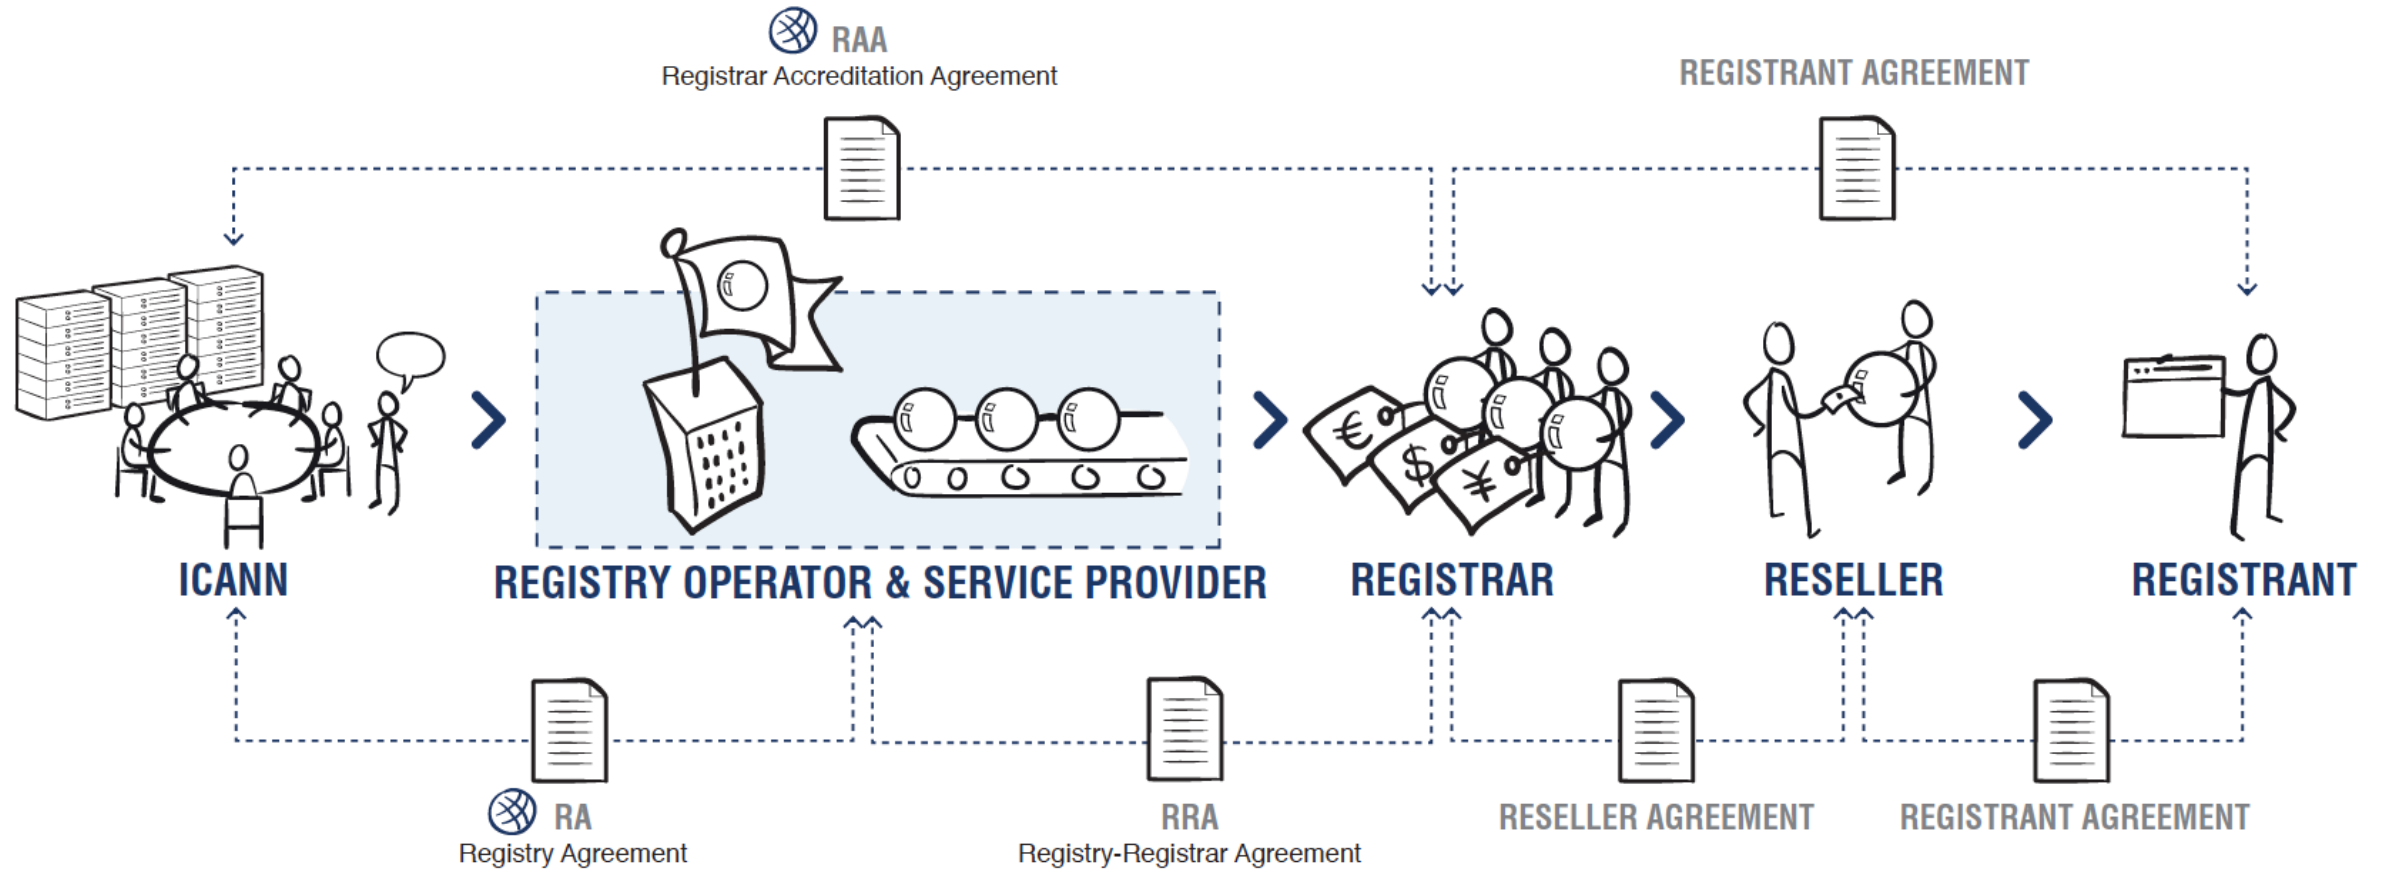 RAA
Registrar Accreditation Agreement
REGISTRANT AGREEMENT
€
$
¥
ICANN
REGISTRY OPERATOR & SERVICE PROVIDER
REGISTRAR
RESELLER
REGISTRANT
RA
Registry Agreement
RRA
Registry-Registrar Agreement
RESELLER AGREEMENT
REGISTRANT AGREEMENT